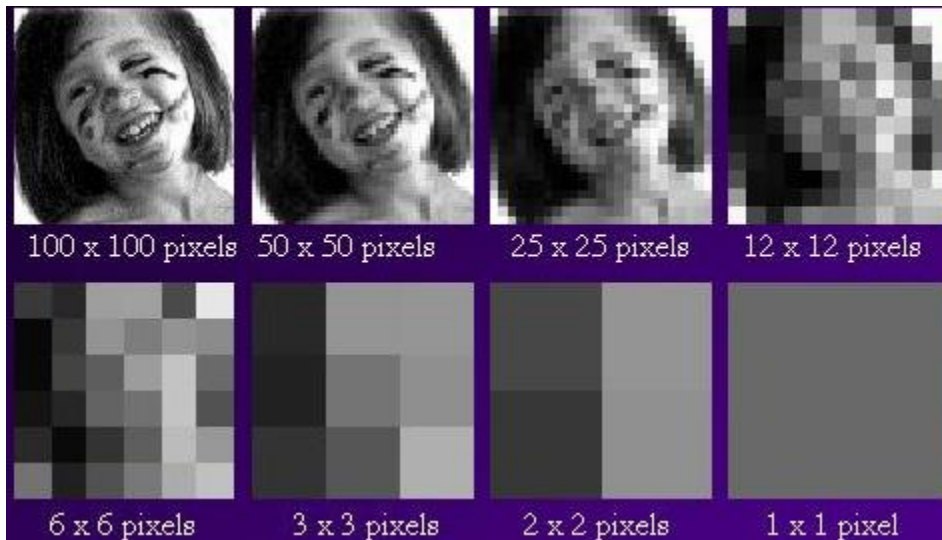 100 x 100 pixels
50 x 50 pixels
25 x 25 pixels
12 x 12 pixels
6 x 6 pixels
3 x 3 pixels
2 x 2 pixels
1 x 1 pixel